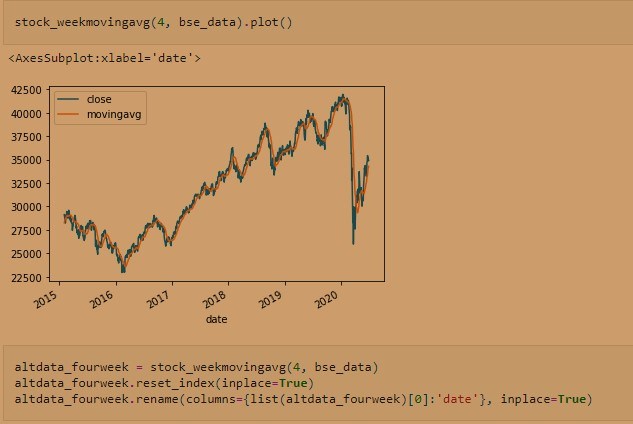 stock_weekmovingavg(4, bse_data).plot()
<AxesSubplot:xlabel='date'>
42500
close
40000
movingavg
37500
35000
32500
30000
27500
25000
22500
2015
2016
2017
2018
2019
2020
date
altdata_fourweek = stock_weekmovingavg(4, bse_data)
altdata_fourweek.reset_index(inplace=True)
altdata_fourweek.rename(columns={list(altdata_fourweek)[0]:'date'}, inplace=True)